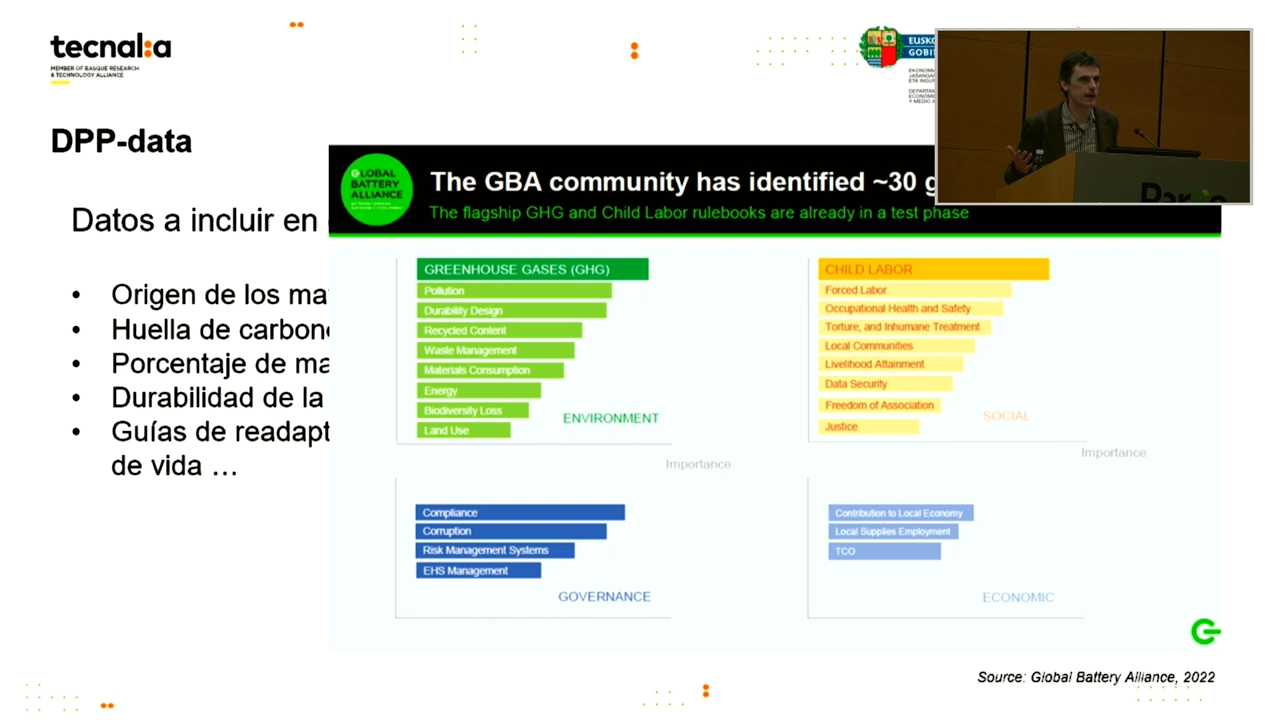 tecnal:a
MEMBER OF BASQUE RESEARCH
& TECHNOLOGY ALLIANCE
DPP-data
Datos a incluir en
Origen de los mat
Huella de carbono
Porcentaje de ma
Durabilidad de la
Guías de readapt
de vida …
GLOBAL
BATTERY
ALLIANCE
The GBA community has identified ~30 g
The flagship GHG and Child Labor rulebooks are already in a test phase
GREENHOUSE GASES (GHG)
Pollution
Durability Design
Recycled Content
Waste Management
Materials Consumption
Energy
Biodiversity Loss
Land Use
ENVIRONMENT
Importance
CHILD LABOR
Forced Labor
Occupational Health and Safety
Torture, and Inhumane Treatment
Local Communities
Livelihood Attainment
Data Security
Freedom of Association
Justice
SOCIAL
Importance
Compliance
Corruption
Risk Management Systems
EHS Management
GOVERNANCE
Contribution to Local Economy
Local Supplies Employment
TCO
ECONOMIC
Source: Global Battery Alliance, 2022